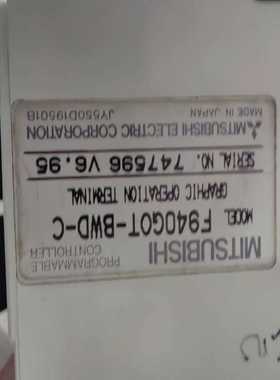 PROGRAMMABLE
CONTROLLER
MITSUBISHI
MODEL F940GOT-BWD-C
GRAPHIC OPERATION TERMINAL
SERIAL NO. 747596 V6.95
MITSUBISHI ELECTRIC CORPORATION
JY550D19501B MADE IN JAPAN